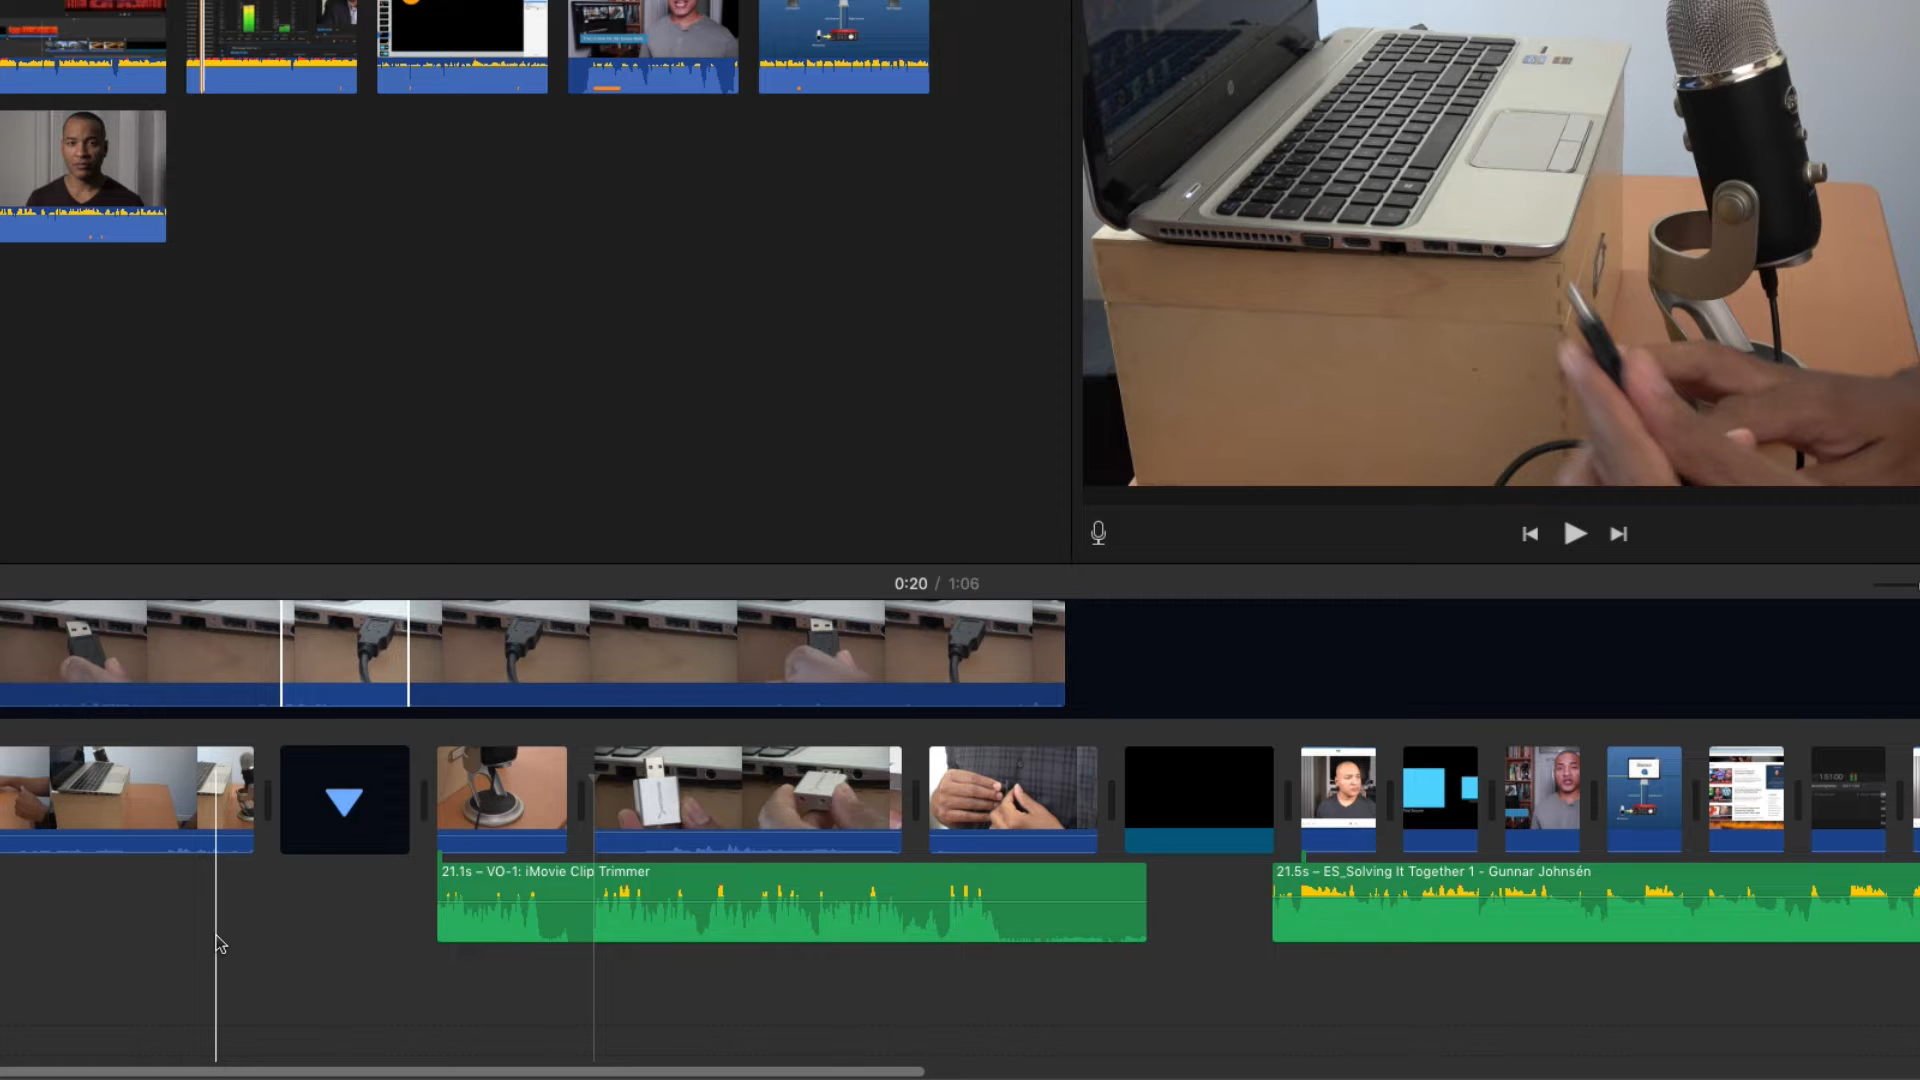 0:20 / 1:06
21.1s – VO-1: iMovie Clip Trimmer
21.5s – ES_Solving It Together 1 - Gunnar Johnsén